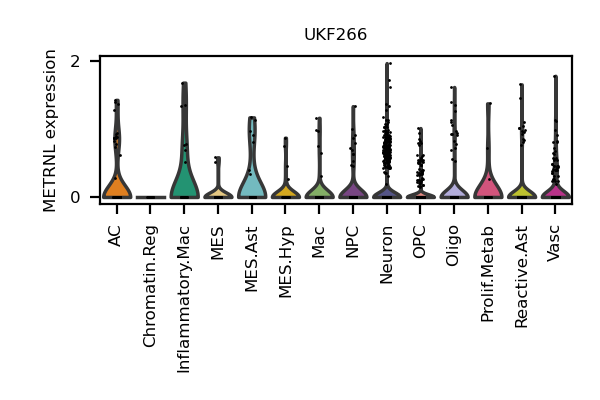 UKF266
METRNL expression
2
0
AC
Chromatin.Reg
Inflammatory.Mac
MES
MES.Ast
MES.Hyp
Mac
NPC
Neuron
OPC
Oligo
Prolif.Metab
Reactive.Ast
Vasc